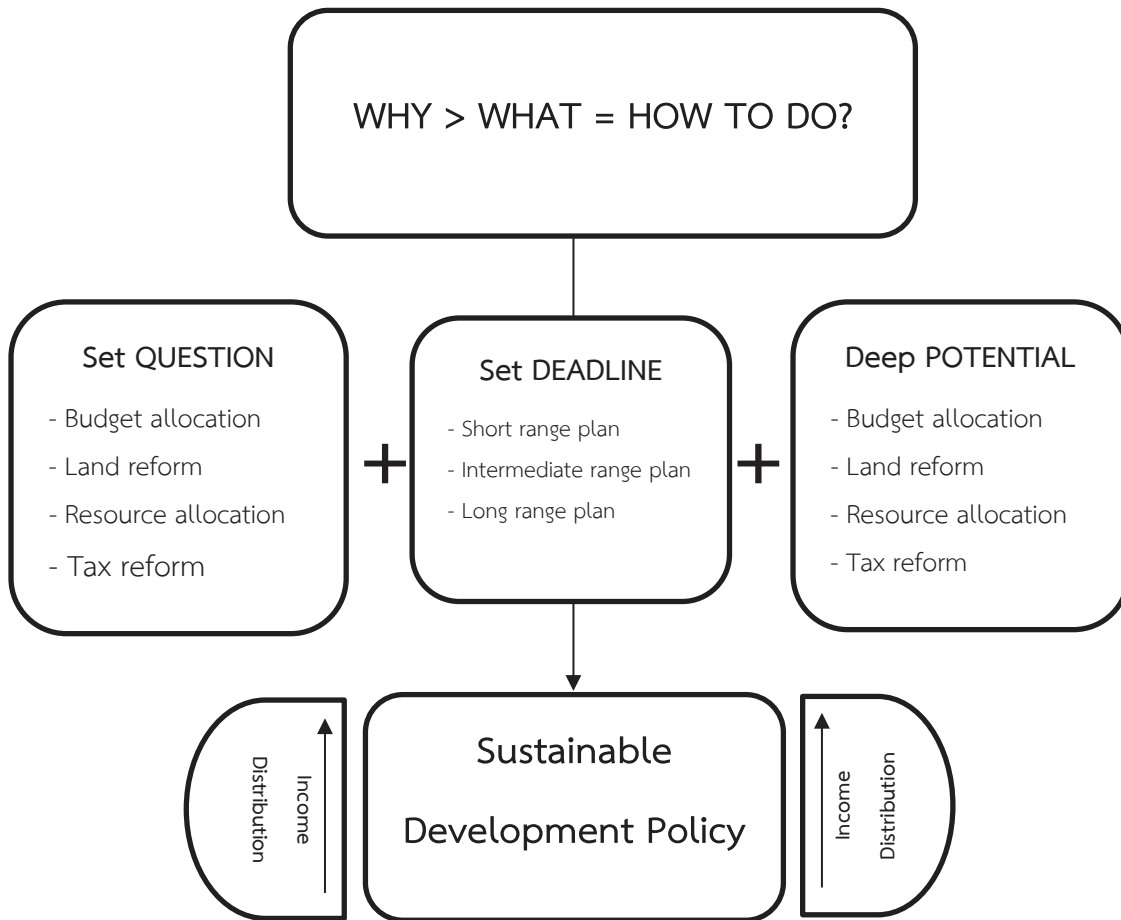 WHY > WHAT = HOW TO DO?
Set QUESTION
- Budget allocation
- Land reform
- Resource allocation
- Tax reform
+
Set DEADLINE
- Short range plan
- Intermediate range plan
- Long range plan
+
Deep POTENTIAL
- Budget allocation
- Land reform
- Resource allocation
- Tax reform
Income
Distribution
Sustainable
Development Policy
Income
Distribution